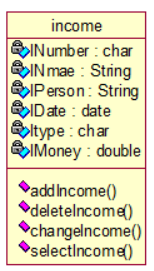 income
INumber : char
INmae : String
IPerson : String
IDate : date
Itype : char
IMoney : double
addIncome()
deleteIncome()
changeIncome()
selectIncome()